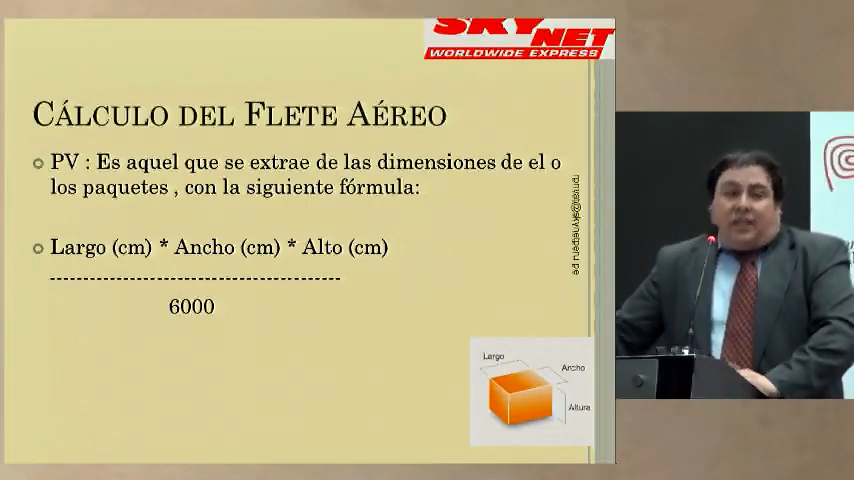 SKYNET
WORLDWIDE EXPRESS
CÁLCULO DEL FLETE AÉREO
PV : Es aquel que se extrae de las dimensiones de el o
los paquetes , con la siguiente fórmula:
Largo (cm) * Ancho (cm) * Alto (cm)
-------------------------------------------
6000
Largo
Ancho
Altura